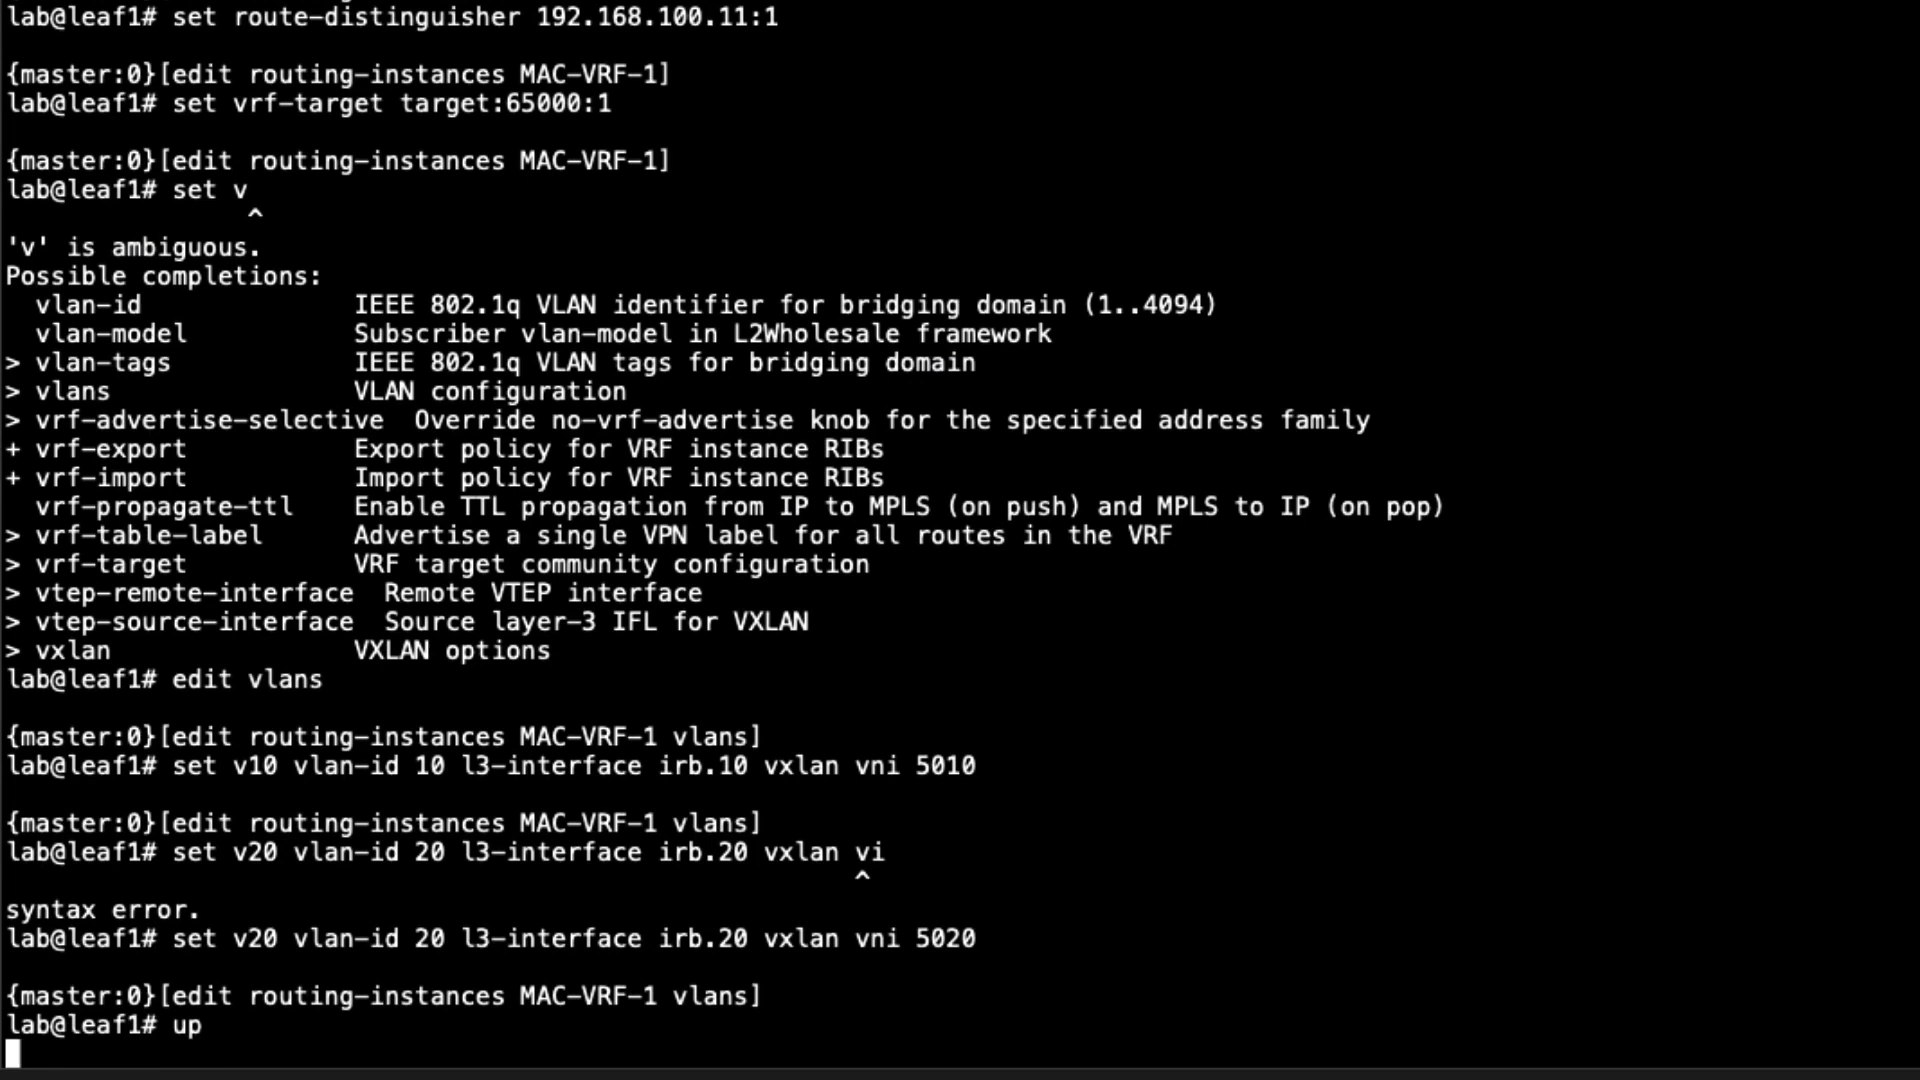 lab@leaf1# set route-distinguisher 192.168.100.11:1
{master:0}[edit routing-instances MAC-VRF-1]
lab@leaf1# set vrf-target target:65000:1
{master:0}[edit routing-instances MAC-VRF-1]
lab@leaf1# set v
^
'v' is ambiguous.
Possible completions:
vlan-id IEEE 802.1q VLAN identifier for bridging domain (1..4094)
vlan-model Subscriber vlan-model in L2Wholesale framework
> vlan-tags IEEE 802.1q VLAN tags for bridging domain
> vlans VLAN configuration
> vrf-advertise-selective Override no-vrf-advertise knob for the specified address family
+ vrf-export Export policy for VRF instance RIBs
+ vrf-import Import policy for VRF instance RIBs
vrf-propagate-ttl Enable TTL propagation from IP to MPLS (on push) and MPLS to IP (on pop)
> vrf-table-label Advertise a single VPN label for all routes in the VRF
> vrf-target VRF target community configuration
> vtep-remote-interface Remote VTEP interface
> vtep-source-interface Source layer-3 IFL for VXLAN
> vxlan VXLAN options
lab@leaf1# edit vlans
{master:0}[edit routing-instances MAC-VRF-1 vlans]
lab@leaf1# set v10 vlan-id 10 l3-interface irb.10 vxlan vni 5010
{master:0}[edit routing-instances MAC-VRF-1 vlans]
lab@leaf1# set v20 vlan-id 20 l3-interface irb.20 vxlan vi
^
syntax error.
lab@leaf1# set v20 vlan-id 20 l3-interface irb.20 vxlan vni 5020
{master:0}[edit routing-instances MAC-VRF-1 vlans]
lab@leaf1# up